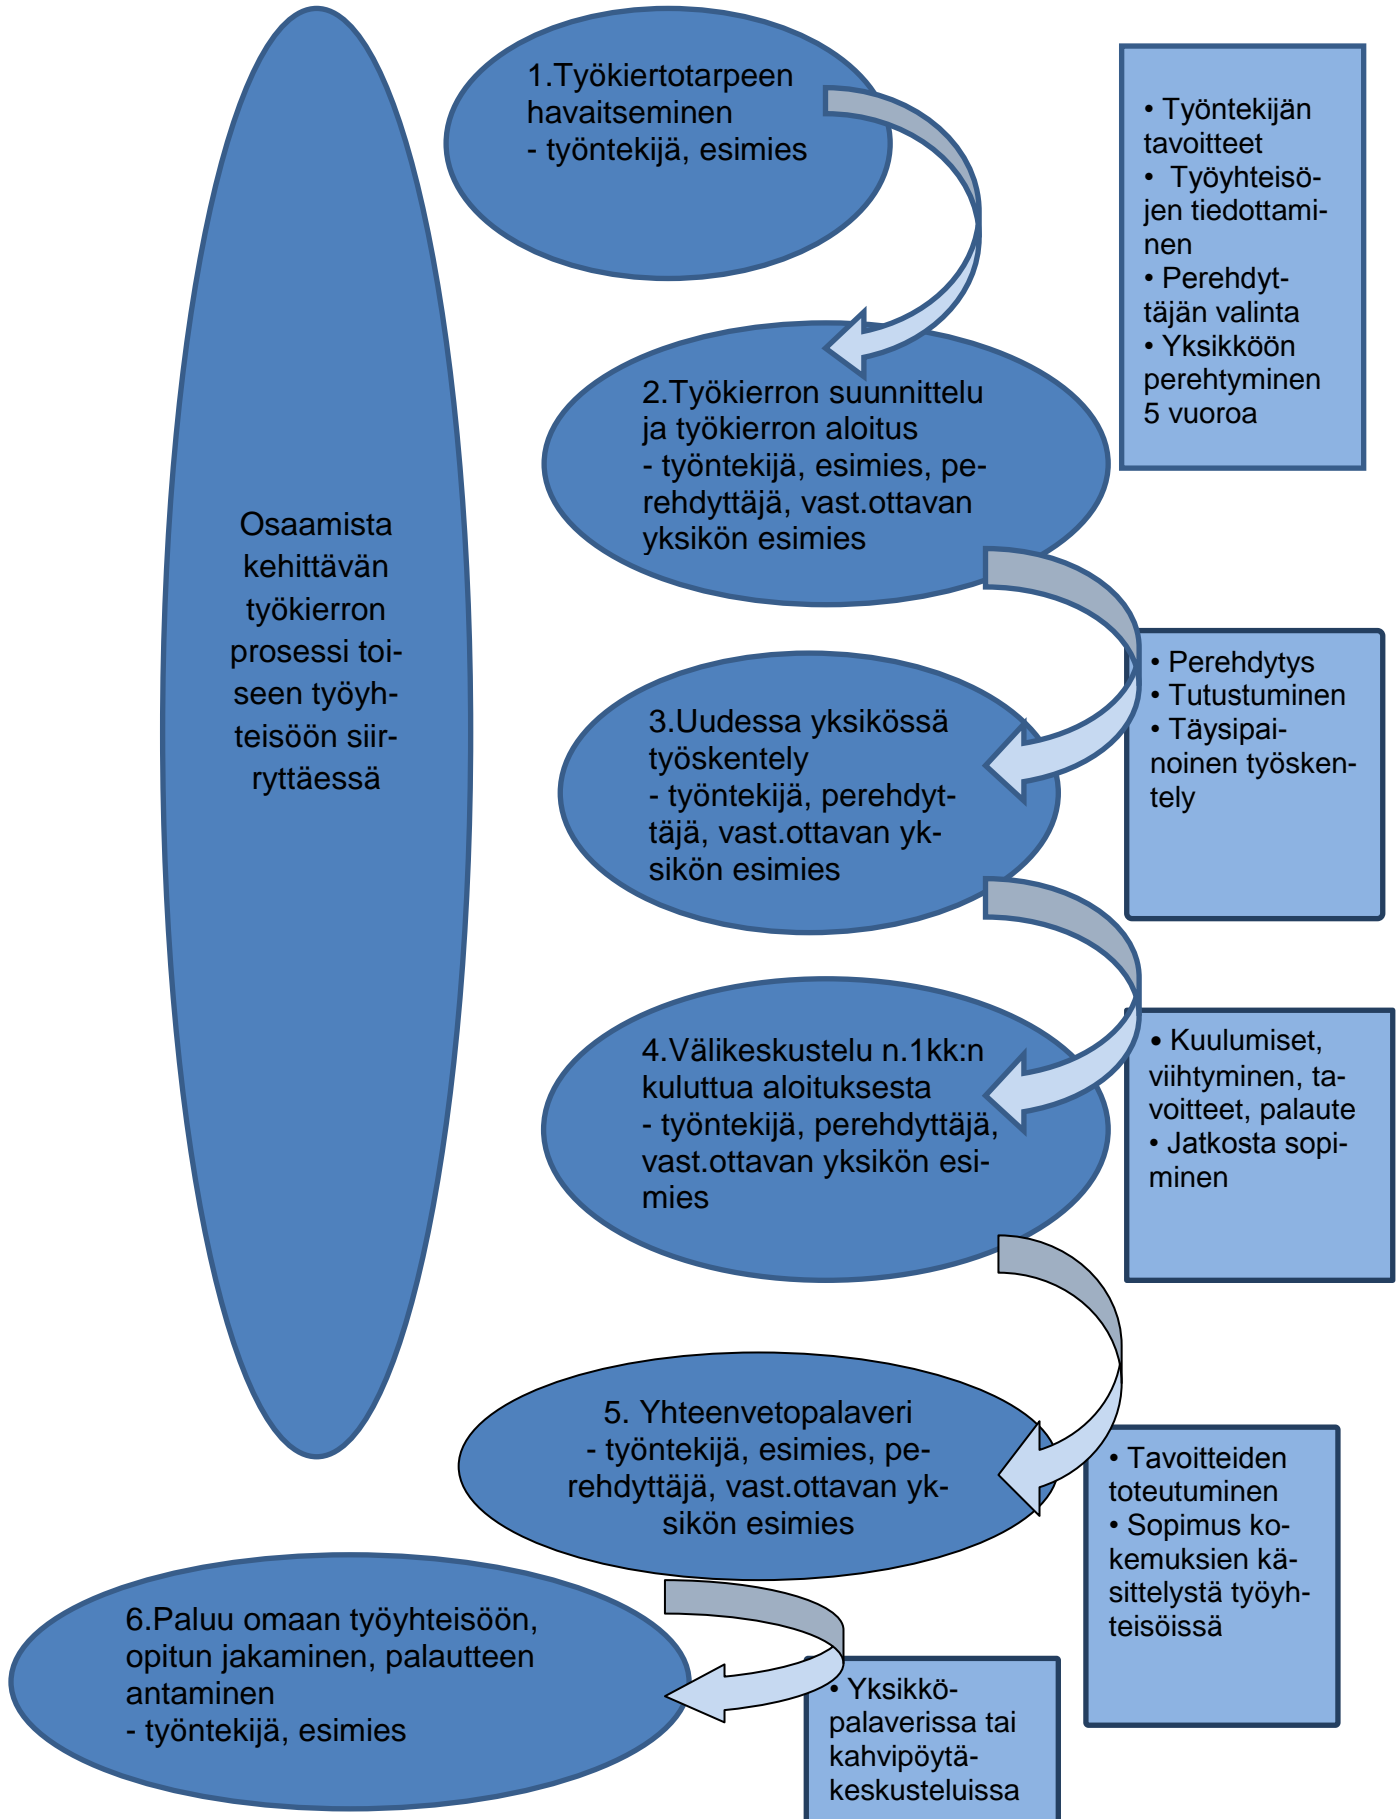 1.Työkiertotarpeen
havaitseminen
- työntekijä, esimies
• Työntekijän
tavoitteet
• Työyhteisö-
jen tiedottami-
nen
• Perehdyt-
täjän valinta
• Yksikköön
perehtyminen
5 vuoroa
2.Työkierron suunnittelu
ja työkierron aloitus
- työntekijä, esimies, pe-
rehdyttäjä, vast.ottavan
yksikön esimies
Osaamista
kehittävän
työkierron
prosessi toi-
seen työyh-
teisöön siir-
ryttäessä
• Perehdytys
• Tutustuminen
• Täysipai-
noinen työsken-
tely
3.Uudessa yksikössä
työskentely
- työntekijä, perehdyt-
täjä, vast.ottavan yk-
sikön esimies
4.Välikeskustelu n.1kk:n
kuluttua aloituksesta
- työntekijä, perehdyttäjä,
vast.ottavan yksikön esi-
mies
• Kuulumiset,
viihtyminen, ta-
voitteet, palaute
• Jatkosta sopi-
minen
5. Yhteenvetopalaveri
- työntekijä, esimies, pe-
rehdyttäjä, vast.ottavan yk-
sikön esimies
• Tavoitteiden
toteutuminen
• Sopimus ko-
kemuksien kä-
sittelystä työyh-
teisöissä
6.Paluu omaan työyhteisöön,
opitun jakaminen, palautteen
antaminen
- työntekijä, esimies
• Yksikkö-
palaverissa tai
kahvipöytä-
keskusteluissa